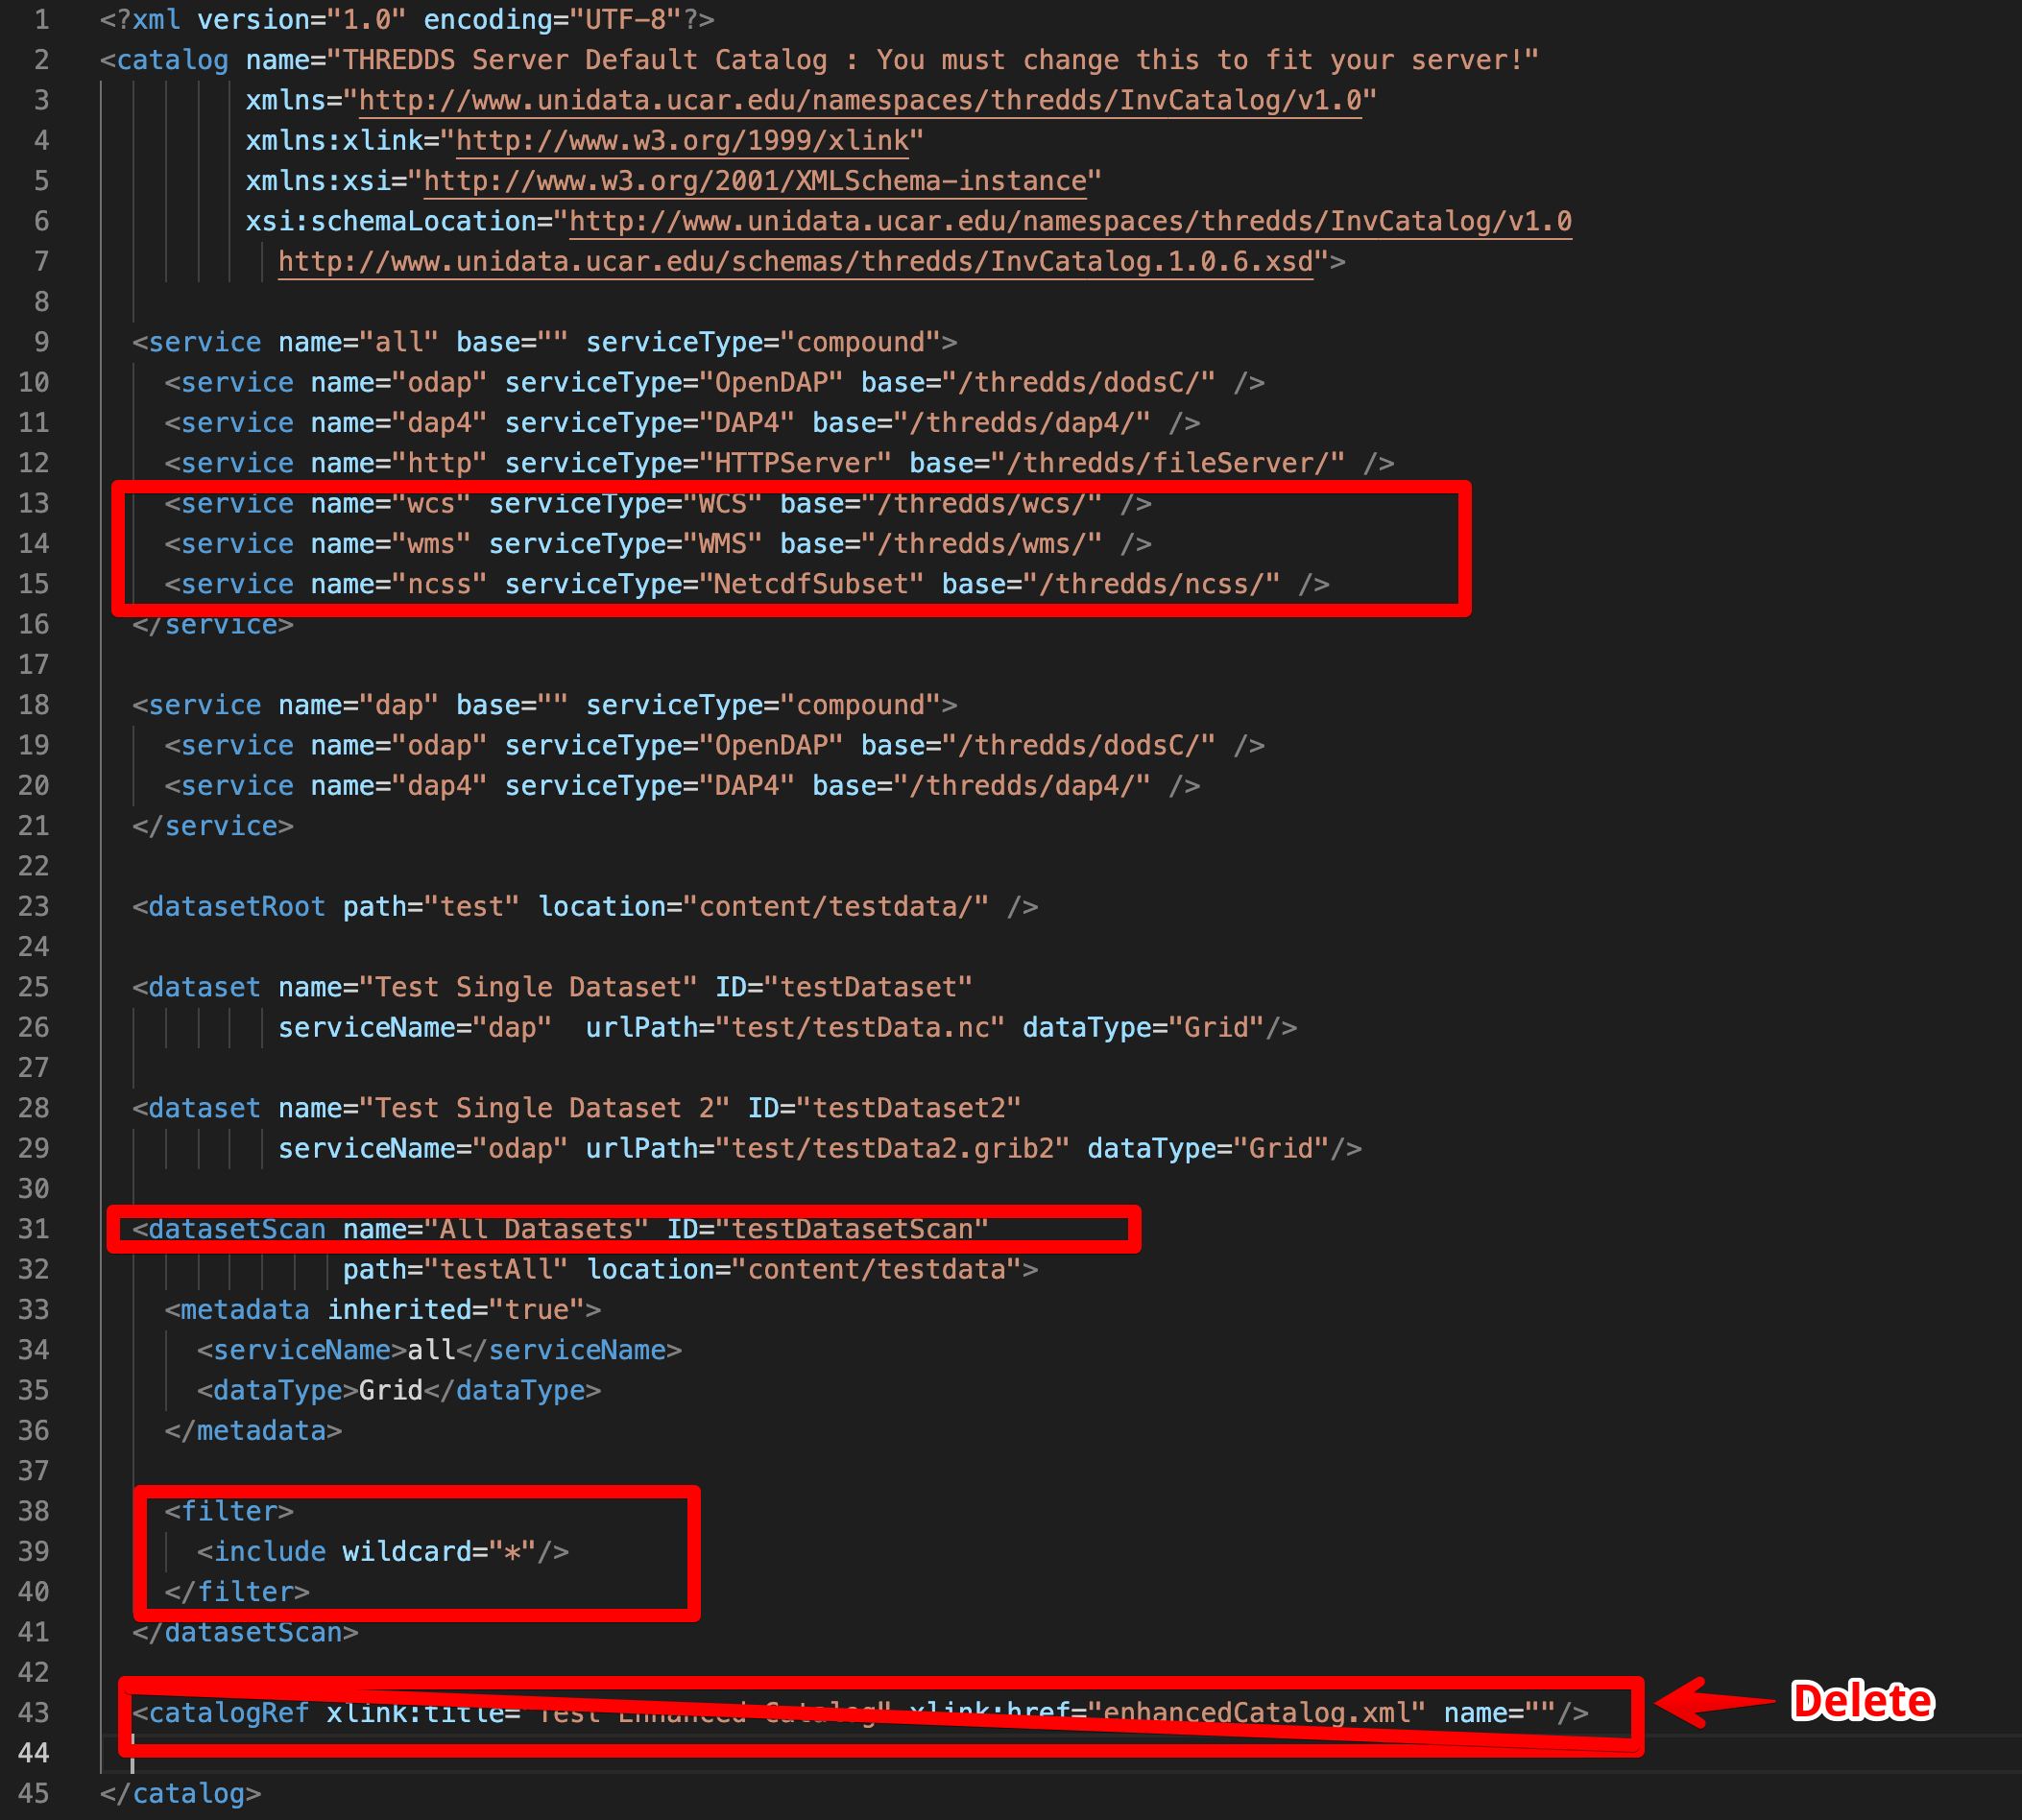 1 <?xml version="1.0" encoding="UTF-8"?>
2 <catalog name="THREDDS Server Default Catalog : You must change this to fit your server!"
3 xmlns="http://www.unidata.ucar.edu/namespaces/thredds/InvCatalog/v1.0"
4 xmlns:xlink="http://www.w3.org/1999/xlink"
5 xmlns:xsi="http://www.w3.org/2001/XMLSchema-instance"
6 xsi:schemaLocation="http://www.unidata.ucar.edu/namespaces/thredds/InvCatalog/v1.0
7 http://www.unidata.ucar.edu/schemas/thredds/InvCatalog.1.0.6.xsd">
8
9 <service name="all" base="" serviceType="compound">
10 <service name="odap" serviceType="OpenDAP" base="/thredds/dodsC/" />
11 <service name="dap4" serviceType="DAP4" base="/thredds/dap4/" />
12 <service name="http" serviceType="HTTPServer" base="/thredds/fileServer/" />
13 <service name="wcs" serviceType="WCS" base="/thredds/wcs/" />
14 <service name="wms" serviceType="WMS" base="/thredds/wms/" />
15 <service name="ncss" serviceType="NetcdfSubset" base="/thredds/ncss/" />
16 </service>
17
18 <service name="dap" base="" serviceType="compound">
19 <service name="odap" serviceType="OpenDAP" base="/thredds/dodsC/" />
20 <service name="dap4" serviceType="DAP4" base="/thredds/dap4/" />
21 </service>
22
23 <datasetRoot path="test" location="content/testdata/" />
24
25 <dataset name="Test Single Dataset" ID="testDataset"
26 serviceName="dap"  urlPath="test/testData.nc" dataType="Grid"/>
27
28 <dataset name="Test Single Dataset 2" ID="testDataset2"
29 serviceName="odap" urlPath="test/testData2.grib2" dataType="Grid"/>
30
31 <datasetScan name="All Datasets" ID="testDatasetScan"
32 path="testAll" location="content/testdata">
33 <metadata inherited="true">
34 <serviceName>all</serviceName>
35 <dataType>Grid</dataType>
36 </metadata>
37
38 <filter>
39 <include wildcard="*"/>
40 </filter>
41 </datasetScan>
42
43 <catalogRef xlink:title="Test Enhanced Catalog" xlink:href="enhancedCatalog.xml" name=""/> Delete
44
45 </catalog>